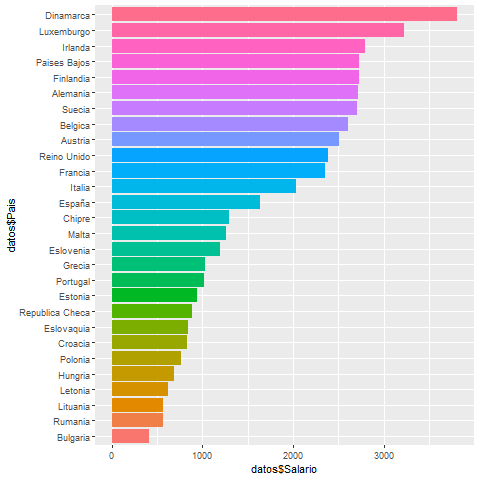 Dinamarca
Luxemburgo
Irlanda
Paises Bajos
Finlandia
Alemania
Suecia
Belgica
Austria
Reino Unido
Francia
Italia
España
Chipre
Malta
Eslovenia
Grecia
Portugal
Estonia
Republica Checa
Eslovaquia
Croacia
Polonia
Hungria
Letonia
Lituania
Rumania
Bulgaria
datos$Pais
0 1000 2000 3000
datos$Salario